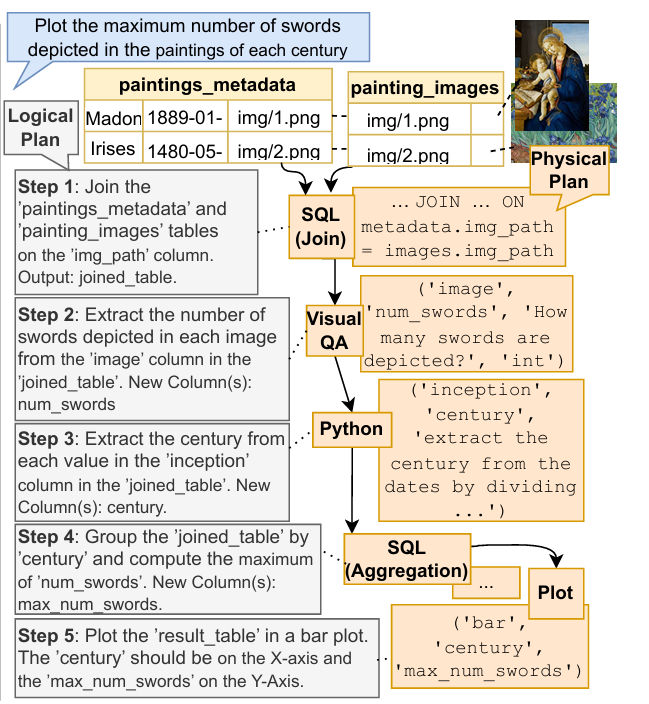 Plot the maximum number of swords
depicted in the paintings of each century
paintings_metadata
Madon 1889-01- img/1.png
Irises 1480-05- img/2.png
painting_images
img/1.png
img/2.png
Logical
Plan
Physical
Plan
Step 1: Join the
'paintings_metadata' and
'painting_images' tables
on the 'img_path' column.
Output: joined_table.
SQL
(Join)
... JOIN ... ON
metadata.img_path
= images.img_path
Step 2: Extract the number of
swords depicted in each image
from the 'image' column in the
'joined_table'. New Column(s):
num_swords
Visual
QA
('image',
'num_swords', 'How
many swords are
depicted?', 'int')
Step 3: Extract the century from
each value in the 'inception'
column in the 'joined_table'. New
Column(s): century.
Python
('inception',
'century',
'extract the
century from the
dates by dividing
...')
Step 4: Group the 'joined_table' by
'century' and compute the maximum
of 'num_swords'. New Column(s):
max_num_swords.
SQL
(Aggregation)
...
Plot
Step 5: Plot the 'result_table' in a bar plot.
The 'century' should be on the X-axis and
the 'max_num_swords' on the Y-Axis.
('bar',
'century',
'max_num_swords')